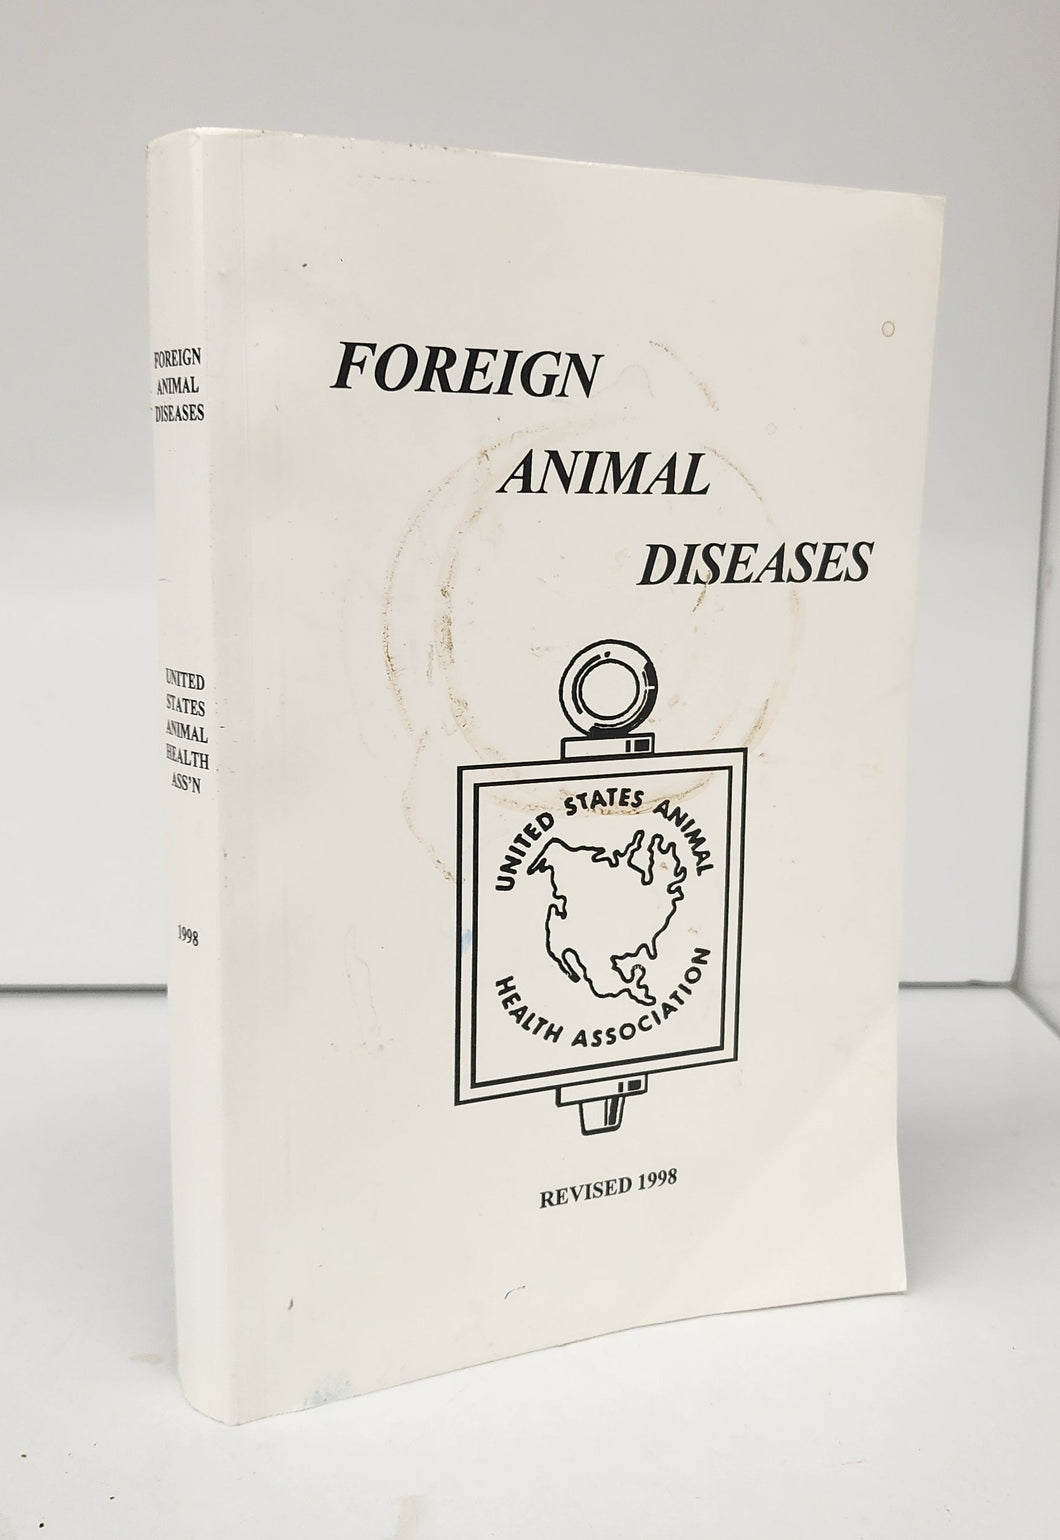 FOREIGN
ANIMAL
DISEASES
UNITED
STATES
ANIMAL
HEALTH
ASS'N
1998
FOREIGN
ANIMAL
DISEASES
UNITED STATES ANIMAL
HEALTH ASSOCIATION
REVISED 1998